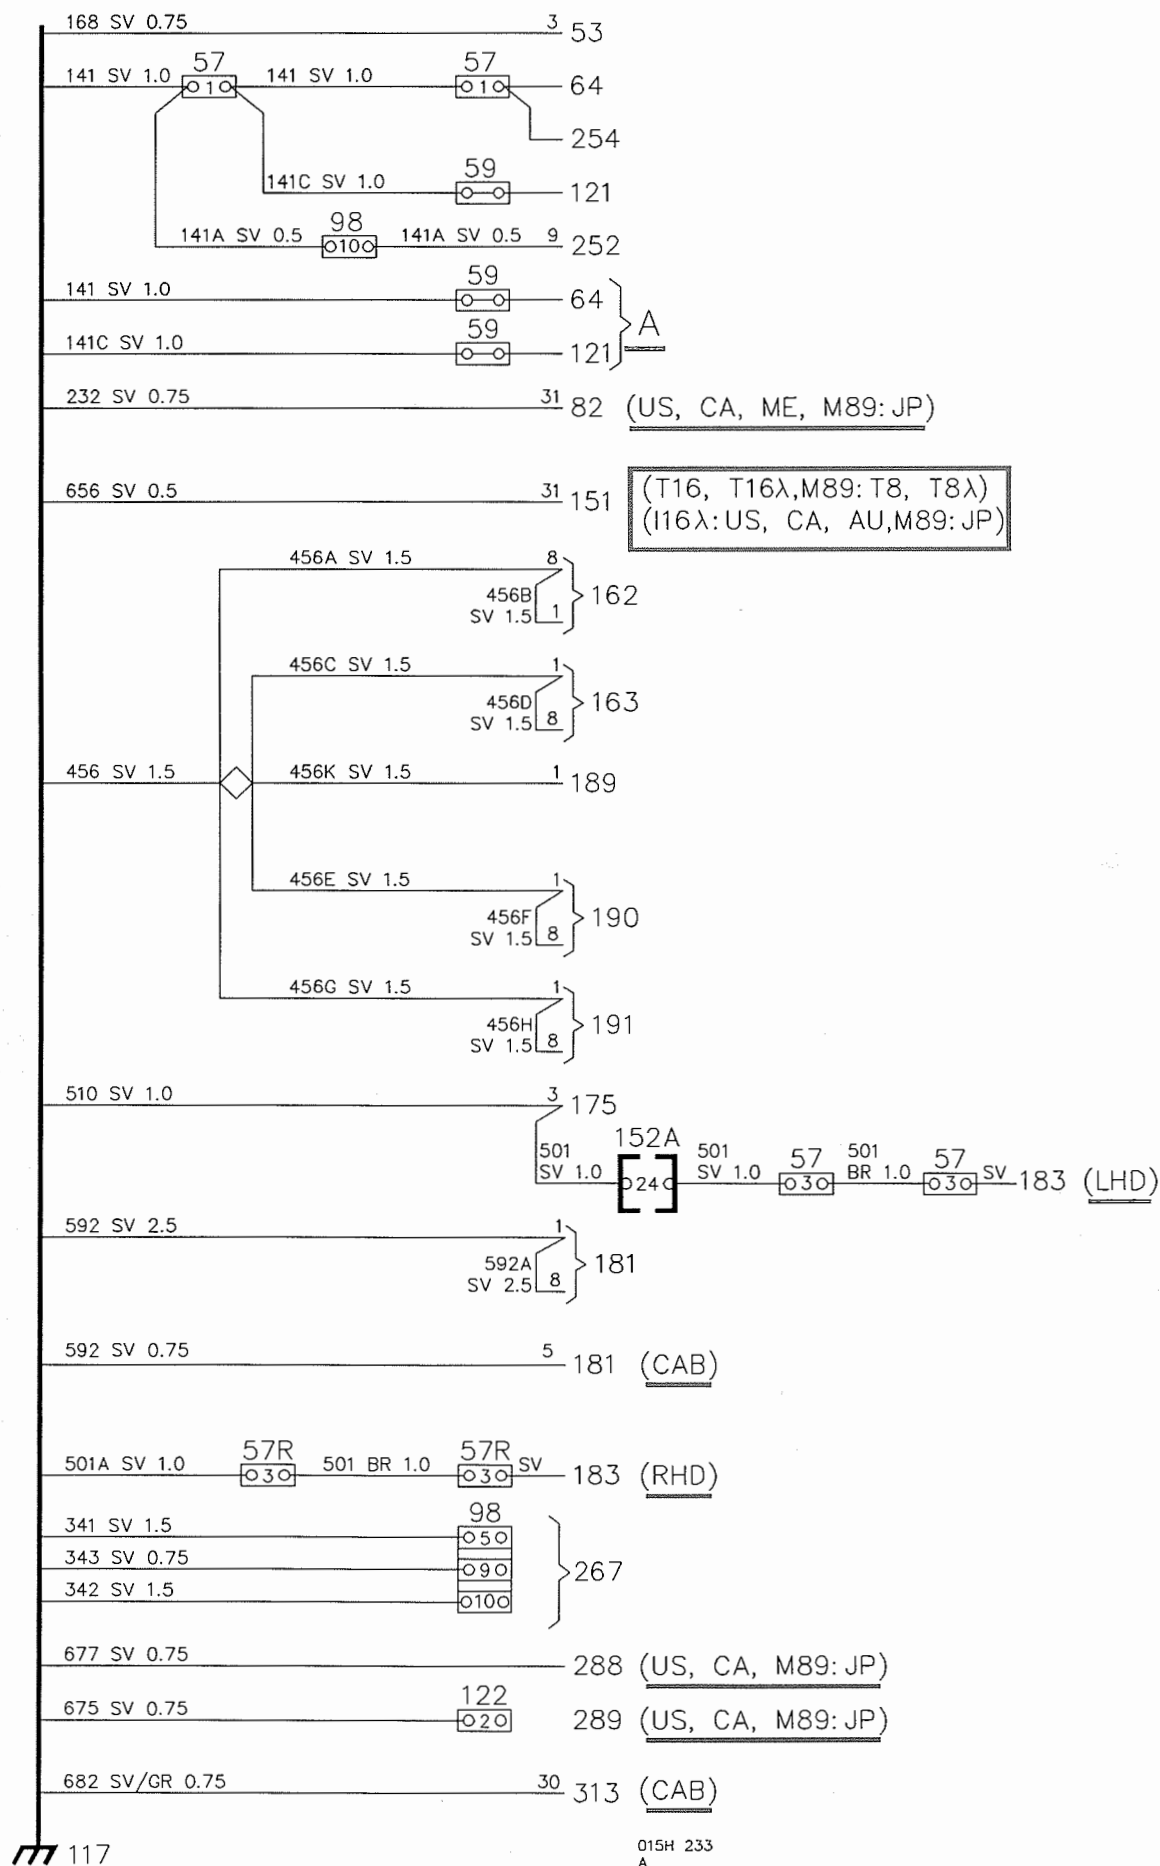 168 SV 0.75 3 53
57 57
141 SV 1.0 1 141 SV 1.0 1 64
254
59
141C SV 1.0 121
98
141A SV 0.5 10 141A SV 0.5 9 252
59
141 SV 1.0 64
A
59
141C SV 1.0 121
232 SV 0.75 31 82 (US, CA, ME, M89:JP)
656 SV 0.5 31 151
(T16, T16λ,M89:T8, T8λ)
(I16λ:US, CA, AU,M89:JP)
456A SV 1.5 8
456B
SV 1.5 1
162
456C SV 1.5 1
456D
SV 1.5 8
163
456 SV 1.5 456K SV 1.5 1 189
456E SV 1.5 1
456F
SV 1.5 8
190
456G SV 1.5 1
456H
SV 1.5 8
191
510 SV 1.0 3 175
152A
501
SV 1.0
24
501
SV 1.0
57
3
501
BR 1.0
57
3
SV 183 (LHD)
592 SV 2.5 1
592A
SV 2.5 8
181
592 SV 0.75 5 181 (CAB)
57R 57R
501A SV 1.0 3 501 BR 1.0 3 SV 183 (RHD)
98
341 SV 1.5 5
343 SV 0.75 9
267
342 SV 1.5 10
677 SV 0.75 288 (US, CA, M89:JP)
122
675 SV 0.75 2 289 (US, CA, M89:JP)
682 SV/GR 0.75 30 313 (CAB)
117
015H 233
A